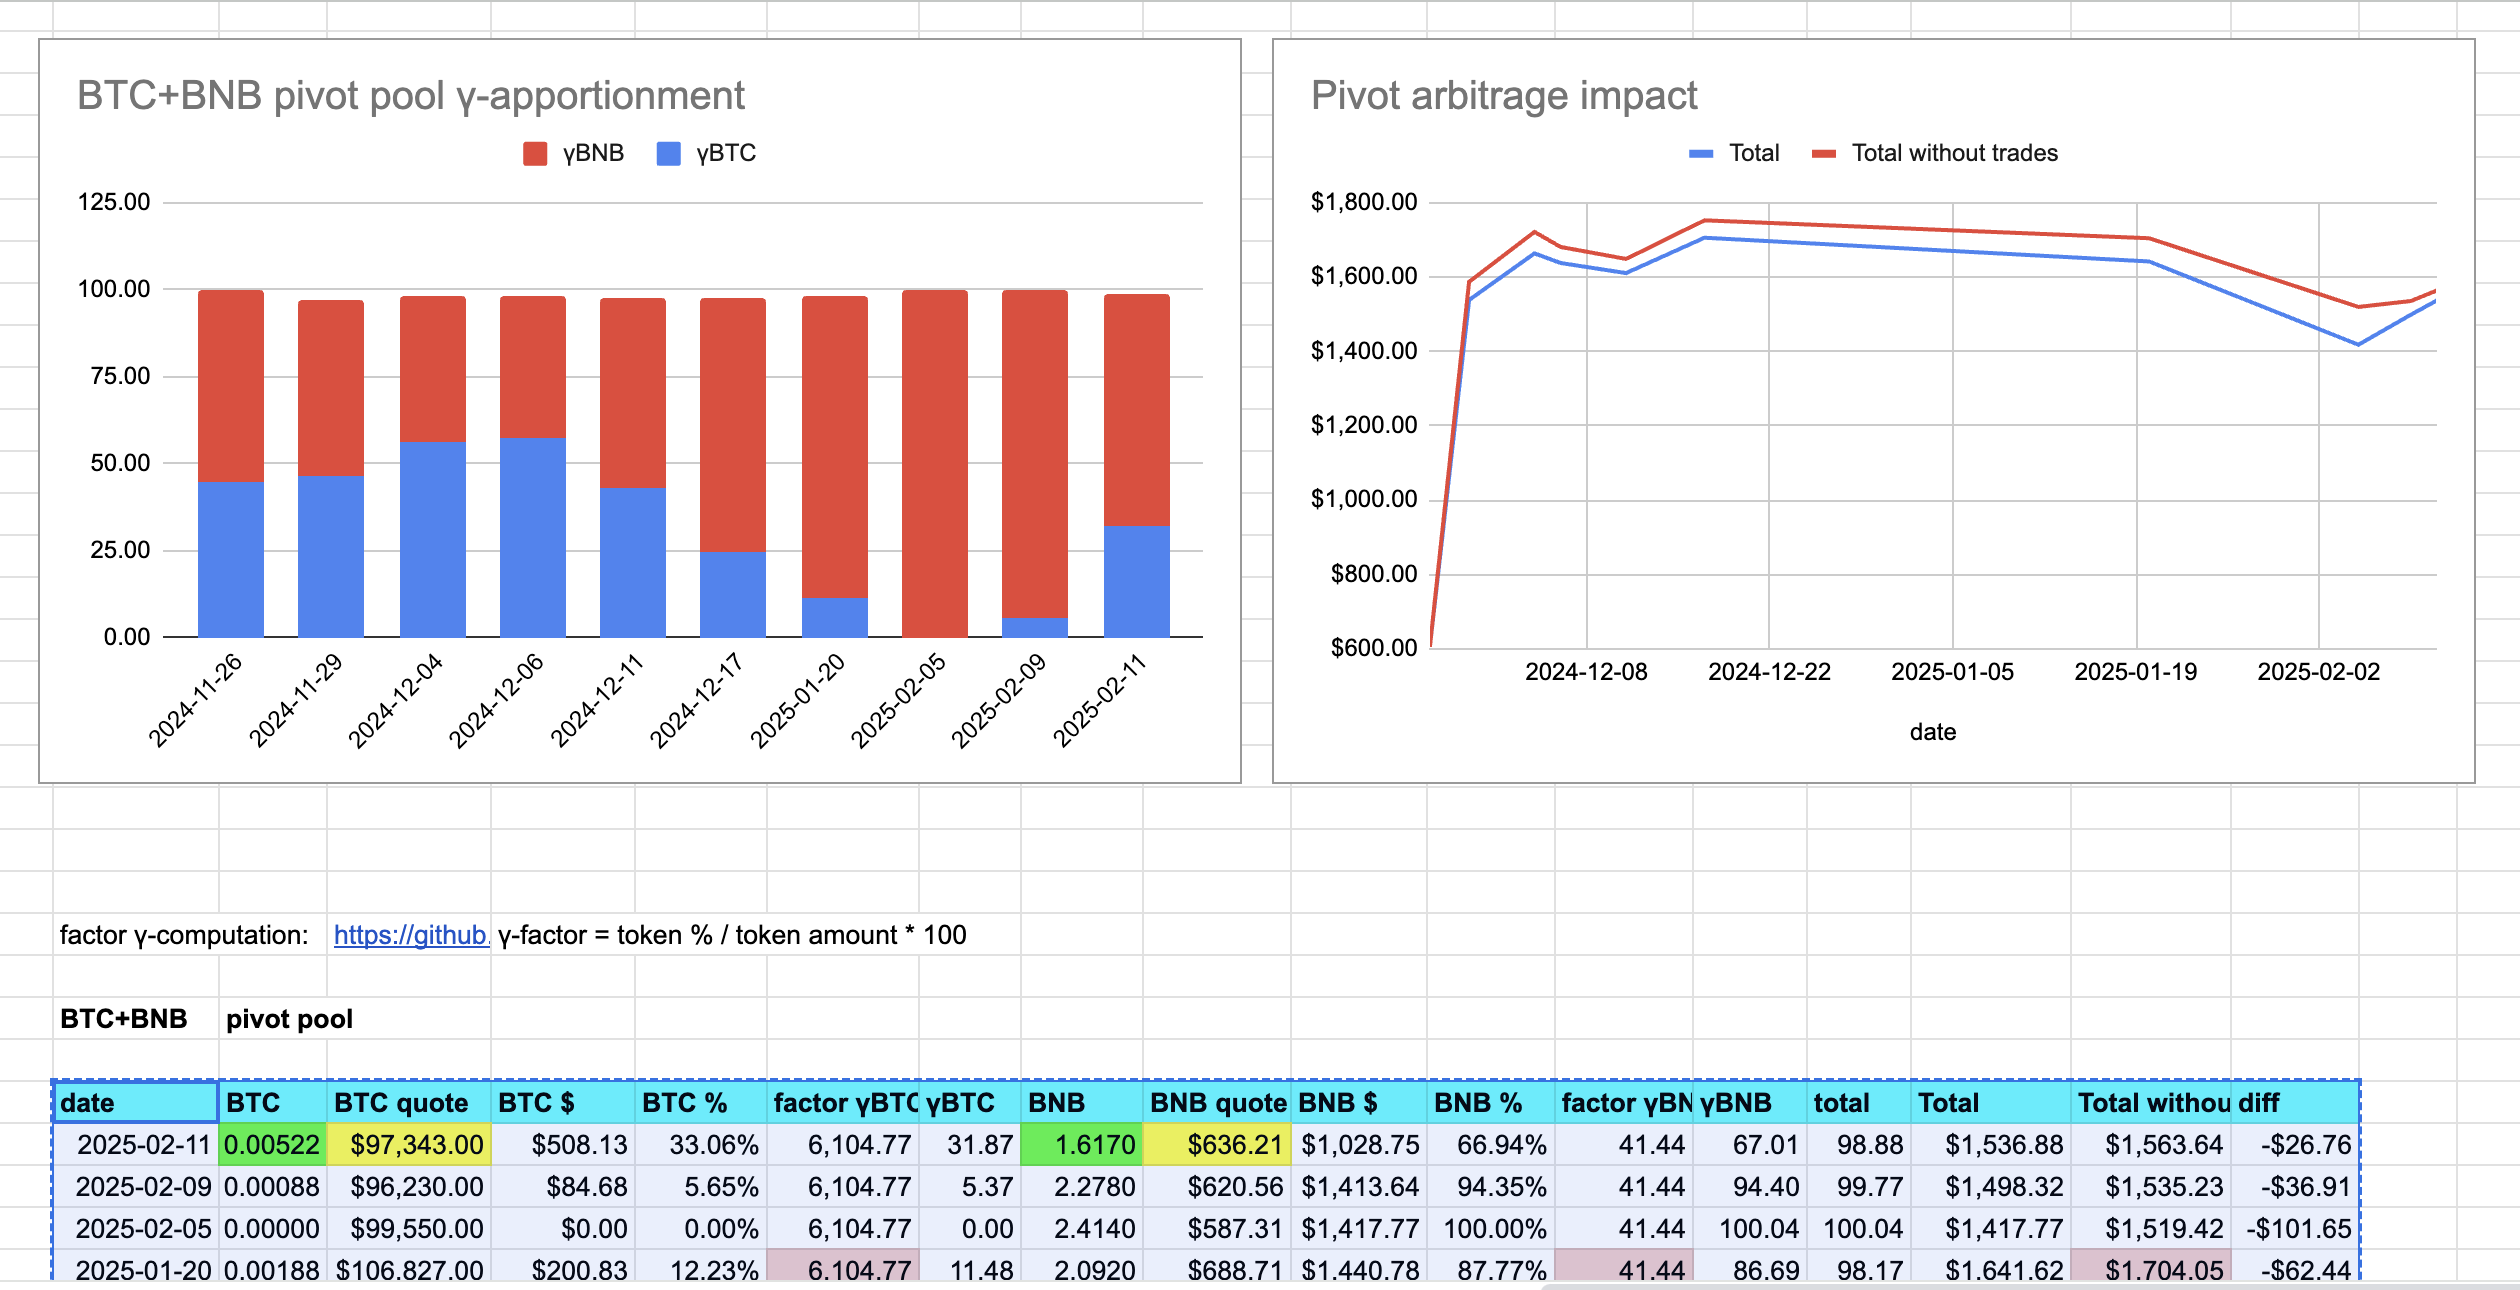 BTC+BNB pivot pool γ-apportionment
γBNB γBTC
125.00
100.00
75.00
50.00
25.00
0.00
2024-11-26 2024-11-29 2024-12-04 2024-12-06 2024-12-11 2024-12-17 2025-01-20 2025-02-05 2025-02-09 2025-02-11
Pivot arbitrage impact
Total Total without trades
$1,800.00
$1,600.00
$1,400.00
$1,200.00
$1,000.00
$800.00
$600.00
2024-12-08 2024-12-22 2025-01-05 2025-01-19 2025-02-02
date
factor γ-computation: https://github. γ-factor = token % / token amount * 100
BTC+BNB pivot pool
date BTC BTC quote BTC $ BTC % factor γBTC γBTC BNB BNB quote BNB $ BNB % factor γBN γBNB total Total Total withou diff
2025-02-11 0.00522 $97,343.00 $508.13 33.06% 6,104.77 31.87 1.6170 $636.21 $1,028.75 66.94% 41.44 67.01 98.88 $1,536.88 $1,563.64 -$26.76
2025-02-09 0.00088 $96,230.00 $84.68 5.65% 6,104.77 5.37 2.2780 $620.56 $1,413.64 94.35% 41.44 94.40 99.77 $1,498.32 $1,535.23 -$36.91
2025-02-05 0.00000 $99,550.00 $0.00 0.00% 6,104.77 0.00 2.4140 $587.31 $1,417.77 100.00% 41.44 100.04 100.04 $1,417.77 $1,519.42 -$101.65
2025-01-20 0.00188 $106,827.00 $200.83 12.23% 6,104.77 11.48 2.0920 $688.71 $1,440.78 87.77% 41.44 86.69 98.17 $1,641.62 $1,704.05 -$62.44